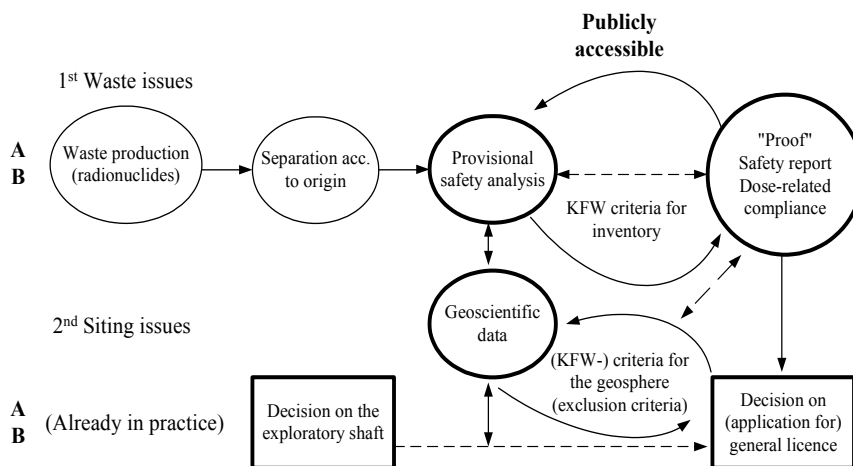 Publicly
accessible
1st Waste issues
A
B
Waste production
(radionuclides)
Separation acc.
to origin
Provisional
safety analysis
"Proof"
Safety report
Dose-related
compliance
KFW criteria for
inventory
2nd Siting issues
Geoscientific
data
(KFW-) criteria for
the geosphere
(exclusion criteria)
A
B
(Already in practice)
Decision on the
exploratory shaft
Decision on
(application for)
general licence